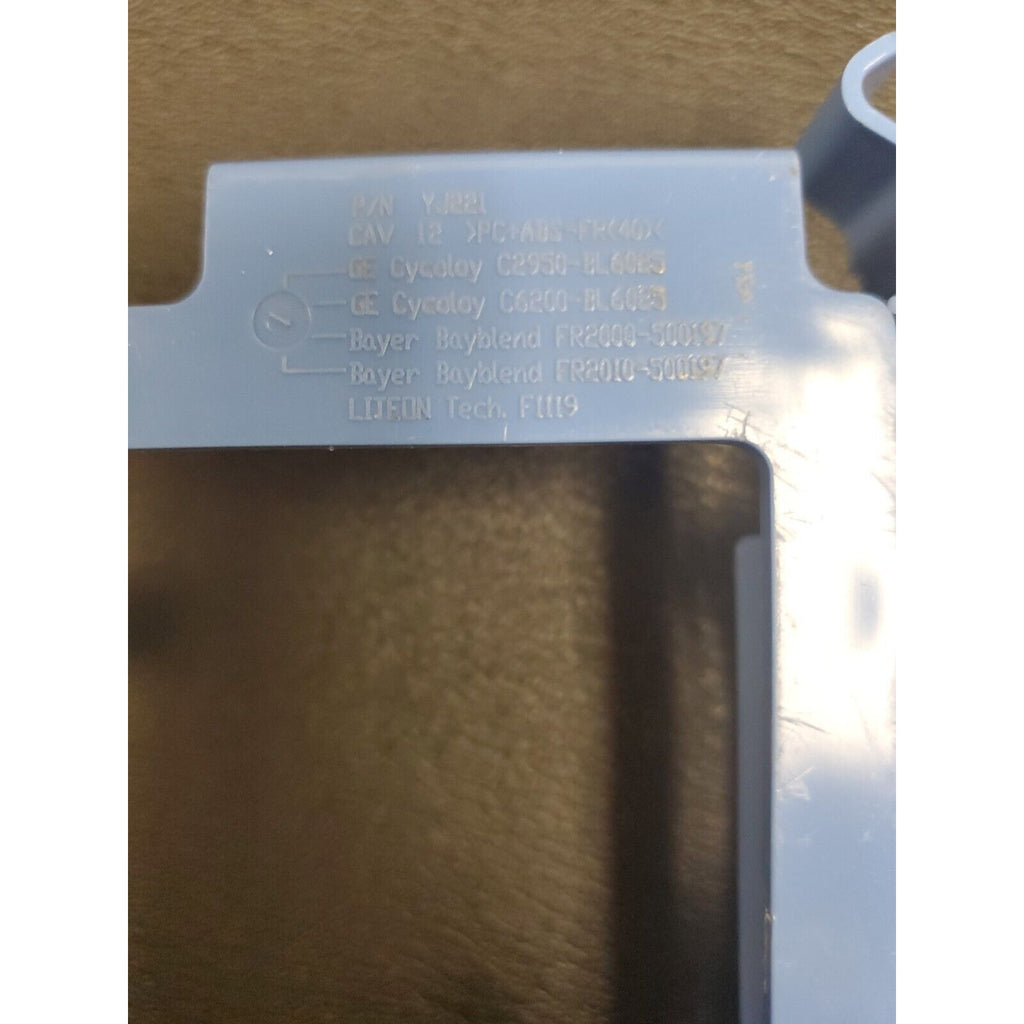 P/N YJ221
CAV 12 >PC+ABS-FR(40)<
GE Cycoloy C2950-BL6085
GE Cycoloy C6200-BL6085
Bayer Bayblend FR2000-500197
Bayer Bayblend FR2010-500197
LITEON Tech. F1119